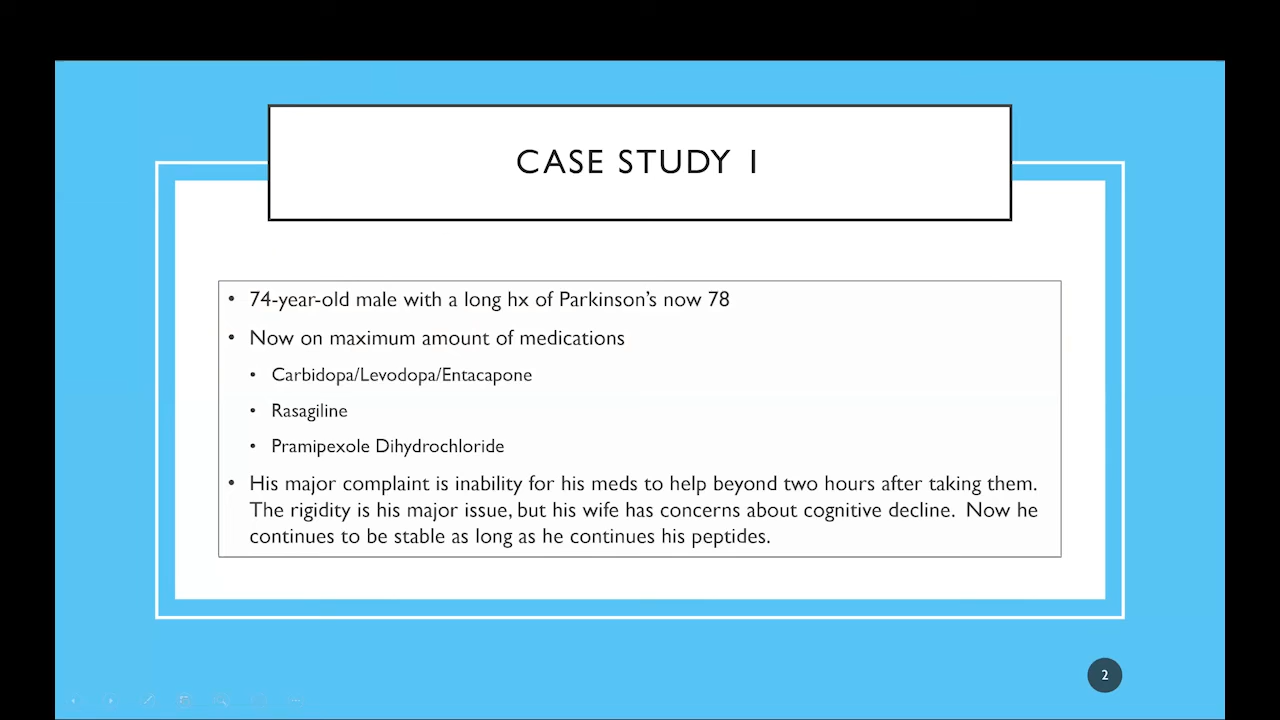 CASE STUDY 1
• 74-year-old male with a long hx of Parkinson's now 78
• Now on maximum amount of medications
• Carbidopa/Levodopa/Entacapone
• Rasagiline
• Pramipexole Dihydrochloride
• His major complaint is inability for his meds to help beyond two hours after taking them.
The rigidity is his major issue, but his wife has concerns about cognitive decline. Now he
continues to be stable as long as he continues his peptides.
2